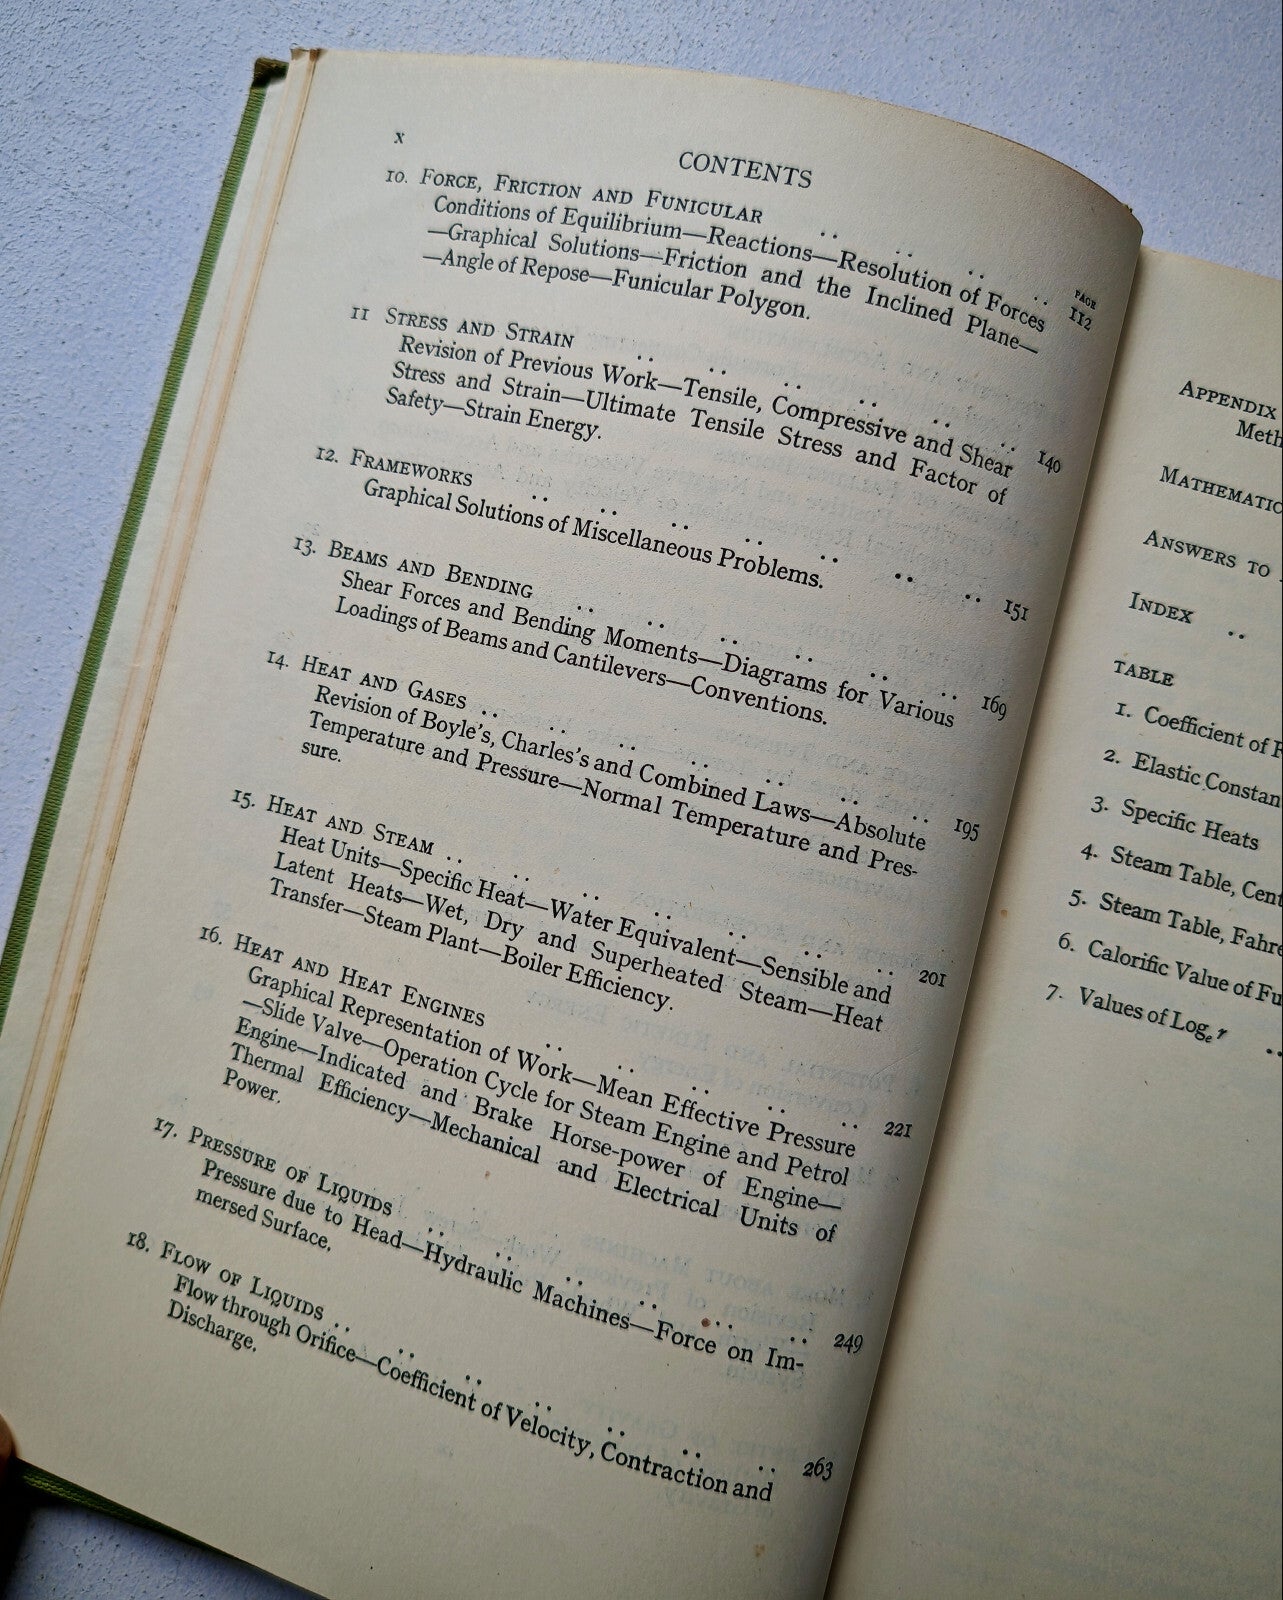 x
CONTENTS
PAGE
10. FORCE, FRICTION AND FUNICULAR .. .. .. .. 112
Conditions of Equilibrium—Reactions—Resolution of Forces
—Graphical Solutions—Friction and the Inclined Plane—
—Angle of Repose—Funicular Polygon.
11 STRESS AND STRAIN .. .. .. .. .. .. 140
Revision of Previous Work—Tensile, Compressive and Shear
Stress and Strain—Ultimate Tensile Stress and Factor of
Safety—Strain Energy.
12. FRAMEWORKS .. .. .. .. .. .. .. 151
Graphical Solutions of Miscellaneous Problems.
13. BEAMS AND BENDING .. .. .. .. .. .. 169
Shear Forces and Bending Moments—Diagrams for Various
Loadings of Beams and Cantilevers—Conventions.
14. HEAT AND GASES .. .. .. .. .. .. .. 195
Revision of Boyle's, Charles's and Combined Laws—Absolute
Temperature and Pressure—Normal Temperature and Pres-
sure.
15. HEAT AND STEAM .. .. .. .. .. .. .. 201
Heat Units—Specific Heat—Water Equivalent—Sensible and
Latent Heats—Wet, Dry and Superheated Steam—Heat
Transfer—Steam Plant—Boiler Efficiency.
16. HEAT AND HEAT ENGINES .. .. .. .. .. 221
Graphical Representation of Work—Mean Effective Pressure
—Slide Valve—Operation Cycle for Steam Engine and Petrol
Engine—Indicated and Brake Horse-power of Engine—
Thermal Efficiency—Mechanical and Electrical Units of
Power.
17. PRESSURE OF LIQUIDS .. .. .. .. .. .. 249
Pressure due to Head—Hydraulic Machines—Force on Im-
mersed Surface.
18. FLOW OF LIQUIDS .. .. .. .. .. .. .. 263
Flow through Orifice—Coefficient of Velocity, Contraction and
Discharge.
APPENDIX
Meth
MATHEMATIC
ANSWERS TO
INDEX ..
TABLE
1. Coefficient of F
2. Elastic Constan
3. Specific Heats
4. Steam Table, Cent
5. Steam Table, Fahre
6. Calorific Value of Fu
7. Values of Logₑ r ..